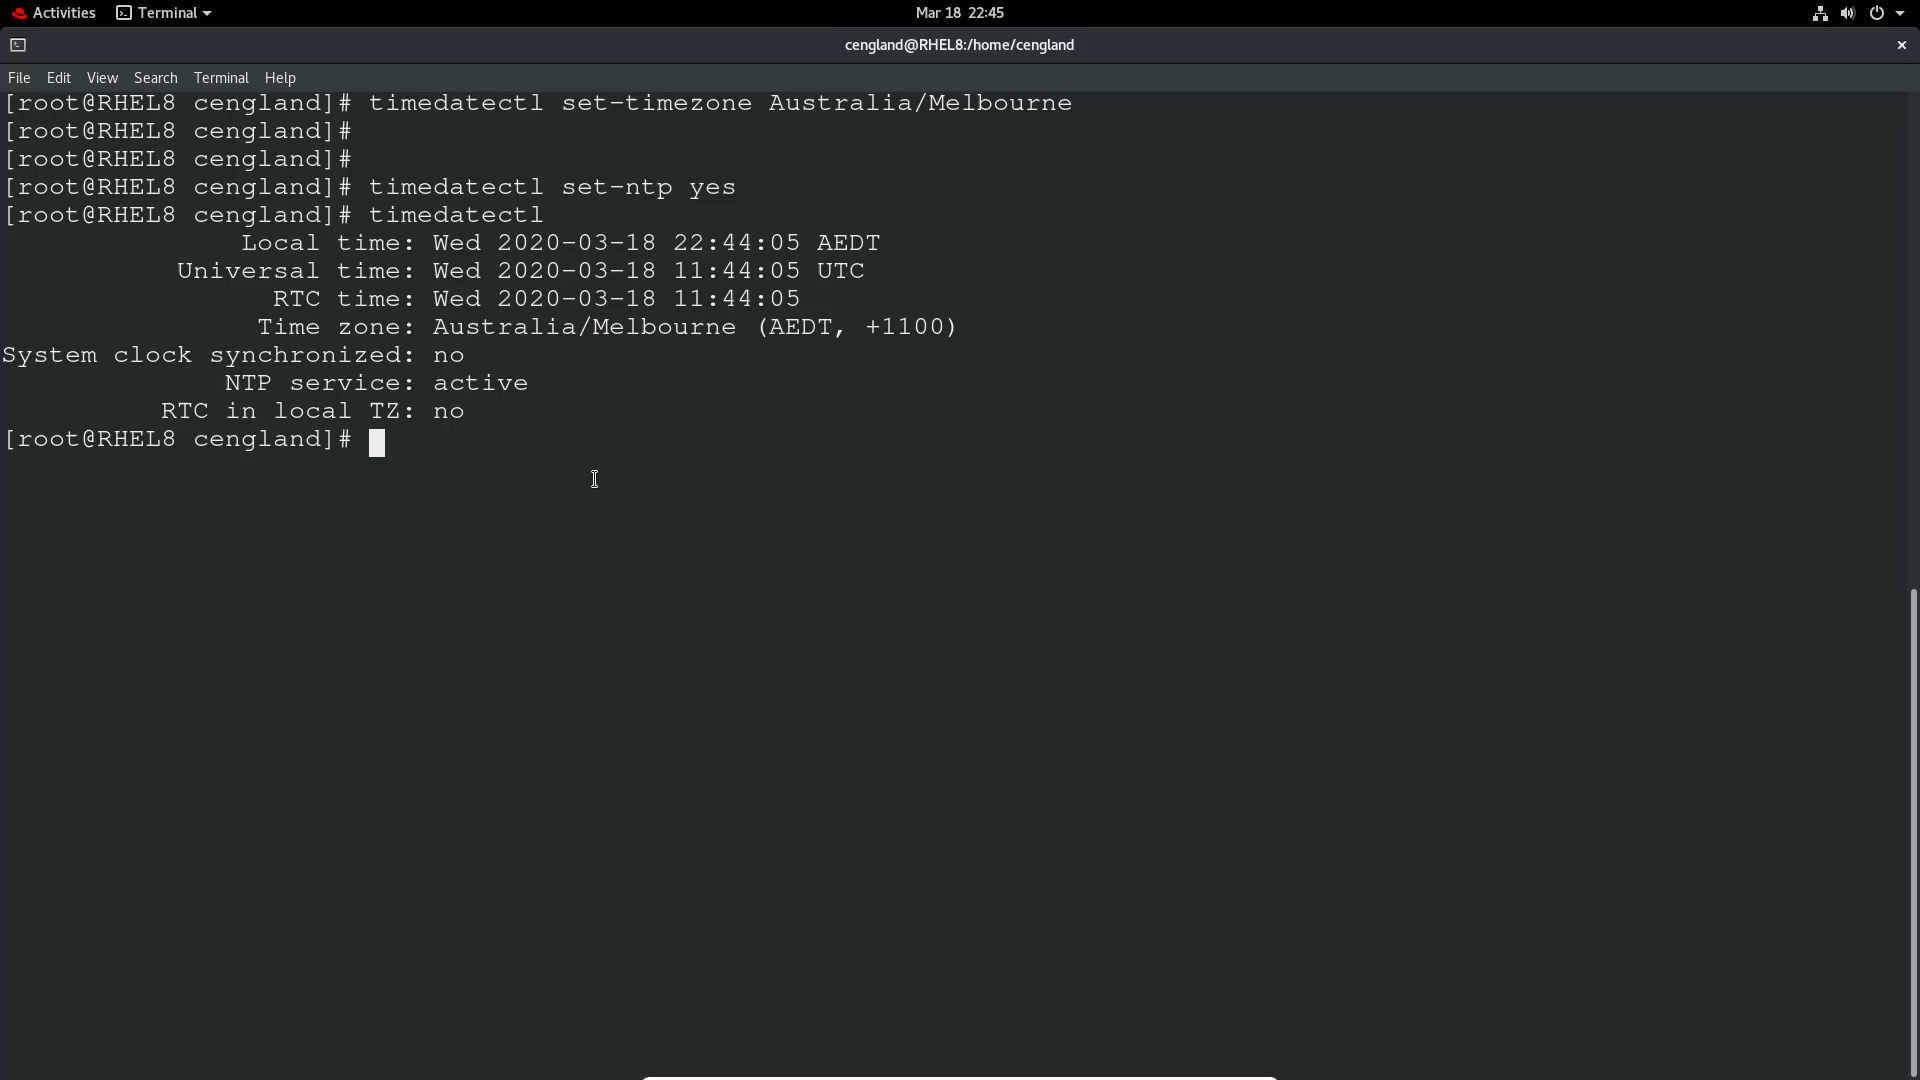 Activities Terminal Mar 18 22:45
cengland@RHEL8:/home/cengland
File Edit View Search Terminal Help
[root@RHEL8 cengland]# timedatectl set-timezone Australia/Melbourne
[root@RHEL8 cengland]#
[root@RHEL8 cengland]#
[root@RHEL8 cengland]# timedatectl set-ntp yes
[root@RHEL8 cengland]# timedatectl
Local time: Wed 2020-03-18 22:44:05 AEDT
Universal time: Wed 2020-03-18 11:44:05 UTC
RTC time: Wed 2020-03-18 11:44:05
Time zone: Australia/Melbourne (AEDT, +1100)
System clock synchronized: no
NTP service: active
RTC in local TZ: no
[root@RHEL8 cengland]#